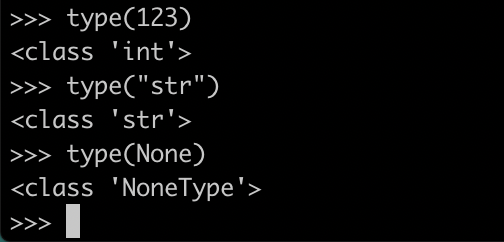 >>> type(123)
<class 'int'>
>>> type("str")
<class 'str'>
>>> type(None)
<class 'NoneType'>
>>>